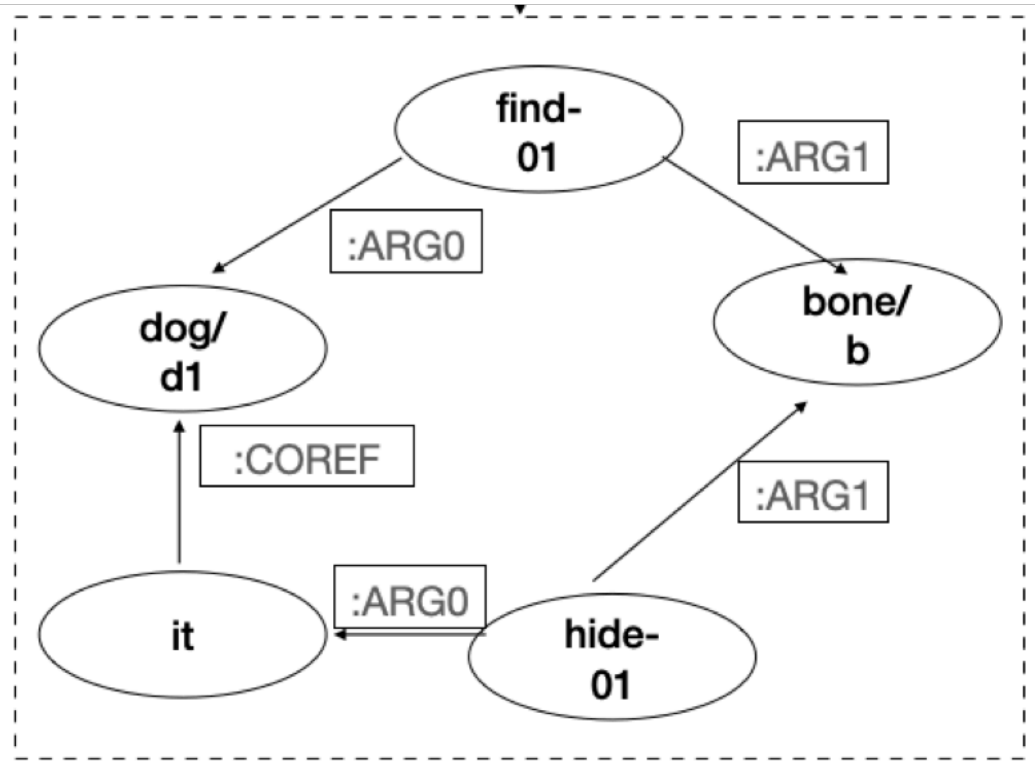 find-
01
:ARG1
:ARG0
dog/
d1
bone/
b
:COREF
:ARG1
:ARG0
it
hide-
01